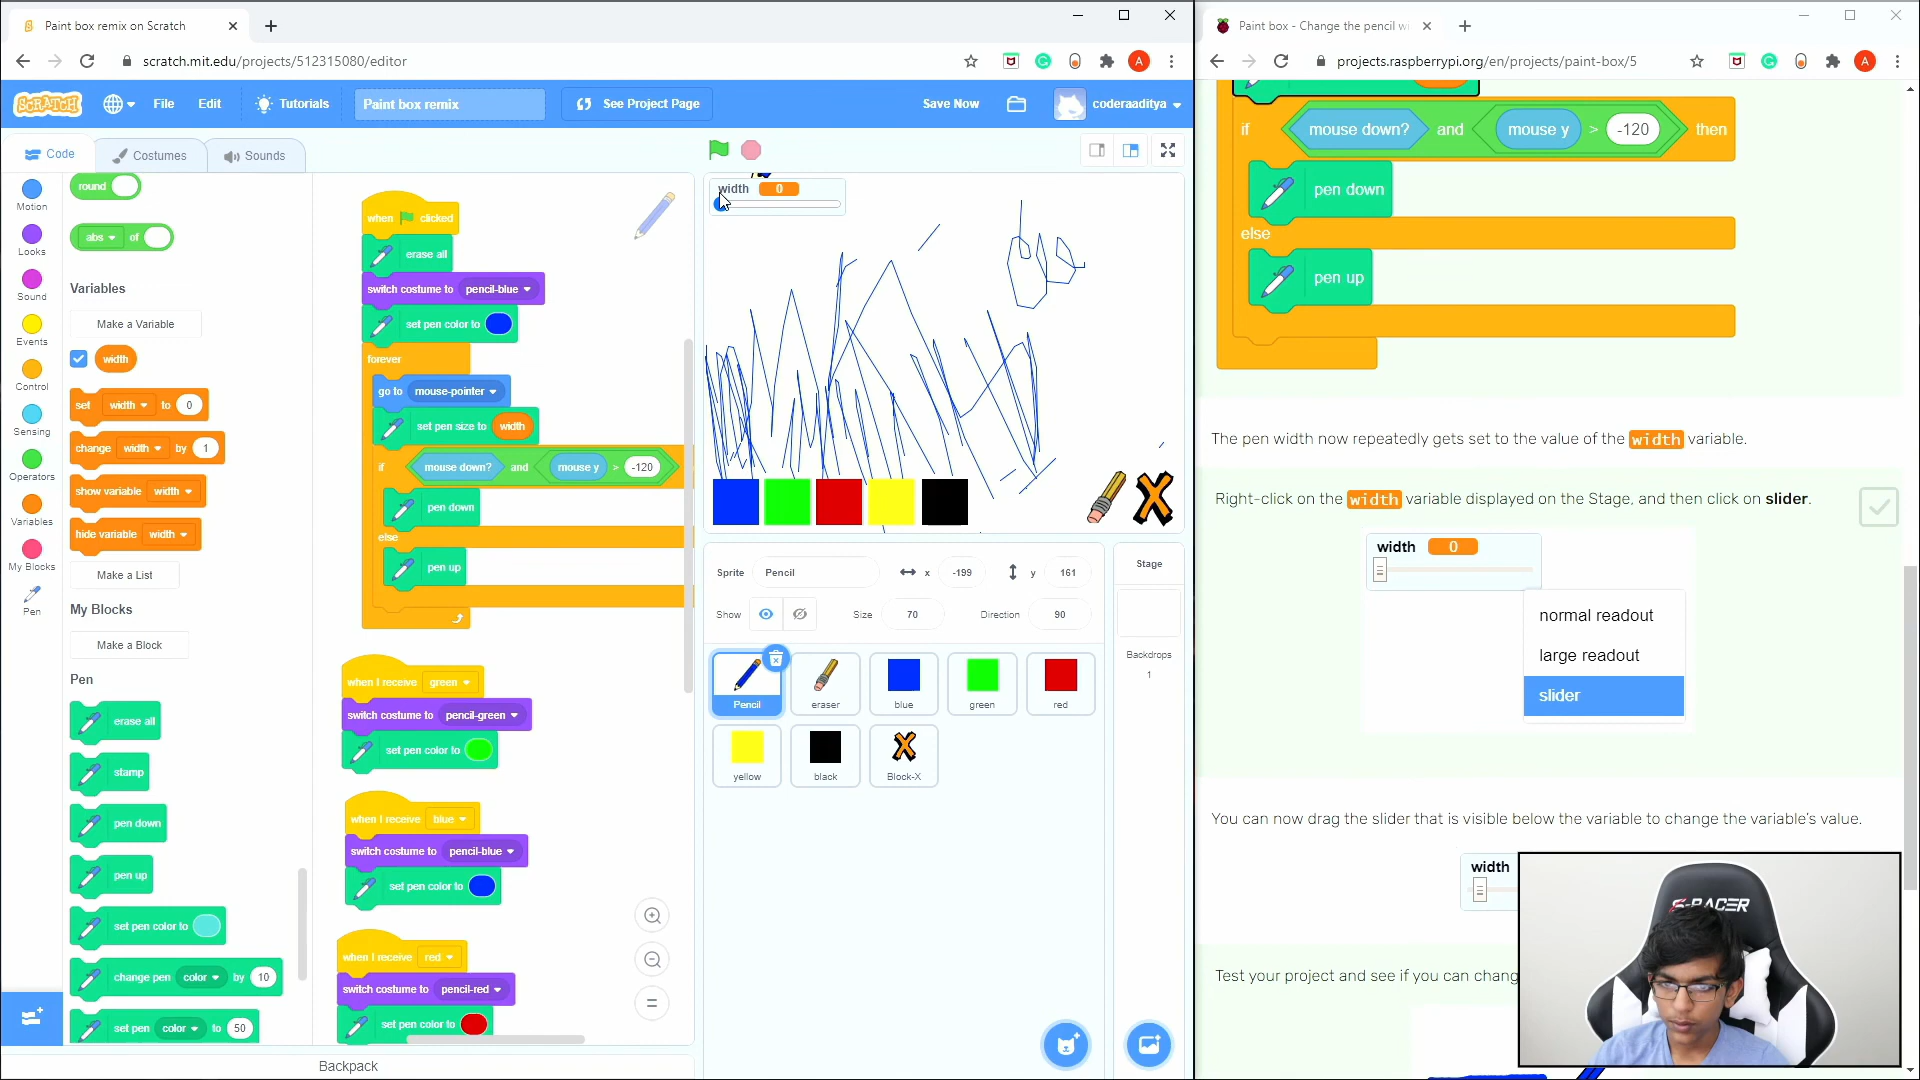 Paint box remix on Scratch
scratch.mit.edu/projects/512315080/editor
A
SCRATCH
File
Edit
Tutorials
Paint box remix
See Project Page
Save Now
coderaaditya
Code
Costumes
Sounds
Motion
Looks
Sound
Events
Control
Sensing
Operators
Variables
My Blocks
Pen
round
abs of
Variables
Make a Variable
width
set width to 0
change width by 1
show variable width
hide variable width
Make a List
My Blocks
Make a Block
Pen
erase all
stamp
pen down
pen up
set pen color to
change pen color by 10
set pen color to 50
when clicked
erase all
switch costume to pencil-blue
set pen color to
forever
go to mouse-pointer
set pen size to width
if mouse down? and mouse y > -120
pen down
else
pen up
when I receive green
switch costume to pencil-green
set pen color to
when I receive blue
switch costume to pencil-blue
set pen color to
when I receive red
switch costume to pencil-red
set pen color to
Backpack
width 0
Sprite Pencil x -199 y 161
Show Size 70 Direction 90
Pencil
eraser
blue
green
red
yellow
black
Block-X
Stage
Backdrops
1
Paint box - Change the pencil wi
projects.raspberrypi.org/en/projects/paint-box/5
A
if mouse down? and mouse y > -120 then
pen down
else
pen up
The pen width now repeatedly gets set to the value of the width variable.
Right-click on the width variable displayed on the Stage, and then click on slider.
width 0
normal readout
large readout
slider
You can now drag the slider that is visible below the variable to change the variable's value.
width
Test your project and see if you can chang
S-RACER